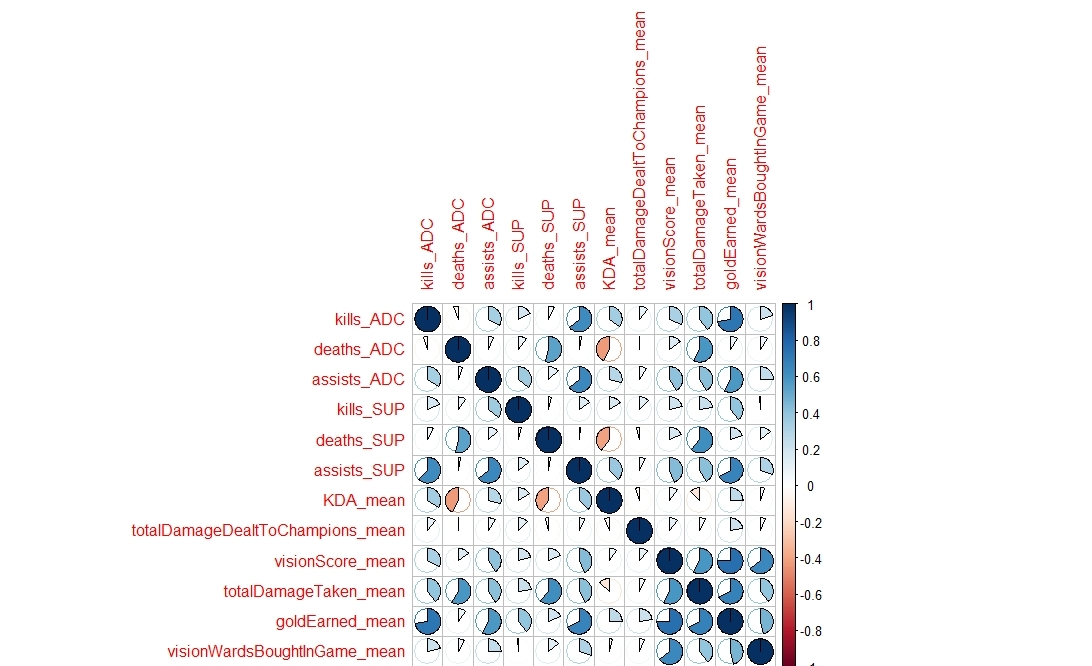 kills_ADC
deaths_ADC
assists_ADC
kills_SUP
deaths_SUP
assists_SUP
KDA_mean
totalDamageDealtToChampions_mean
visionScore_mean
totalDamageTaken_mean
goldEarned_mean
visionWardsBoughtInGame_mean
kills_ADC
deaths_ADC
assists_ADC
kills_SUP
deaths_SUP
assists_SUP
KDA_mean
totalDamageDealtToChampions_mean
visionScore_mean
totalDamageTaken_mean
goldEarned_mean
visionWardsBoughtInGame_mean
1
0.8
0.6
0.4
0.2
0
-0.2
-0.4
-0.6
-0.8